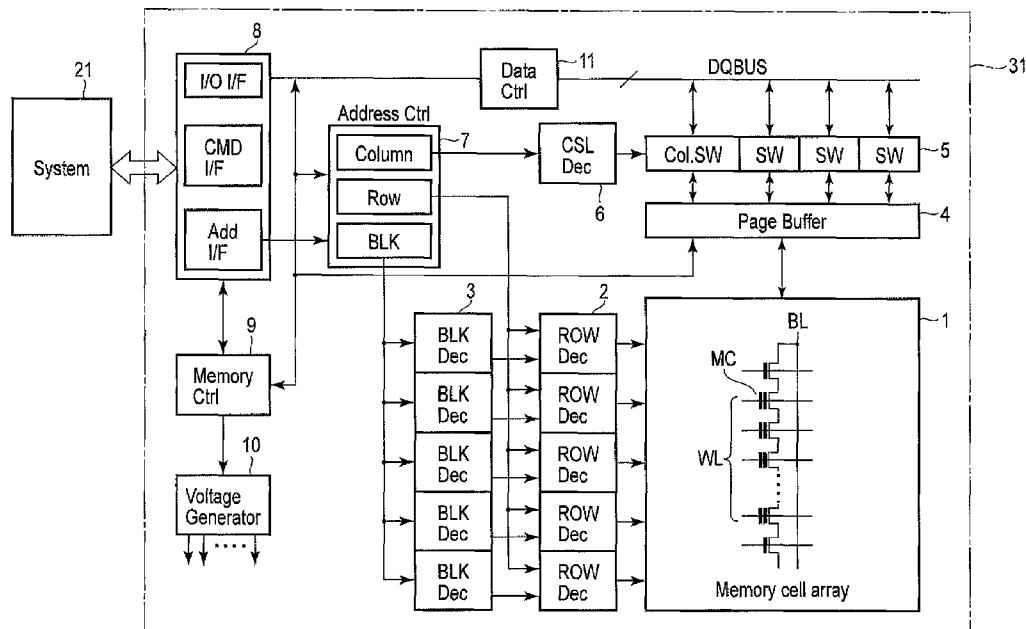 8
21
System
I/O I/F
CMD
I/F
Add
I/F
11
Data
Ctrl
DQBUS
31
Address Ctrl
7
Column
Row
BLK
CSL
Dec
6
Col.SW
SW
SW
SW
5
Page Buffer
4
9
Memory
Ctrl
10
Voltage
Generator
3
BLK
Dec
BLK
Dec
BLK
Dec
BLK
Dec
BLK
Dec
2
ROW
Dec
ROW
Dec
ROW
Dec
ROW
Dec
ROW
Dec
1
BL
MC
WL
Memory cell array